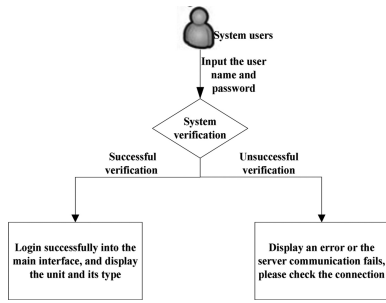 System users
Input the user
name and
password
System
verification
Successful
verification
Unsuccessful
verification
Login successfully into the
main interface, and display
the unit and its type
Display an error or the
server communication fails,
please check the connection